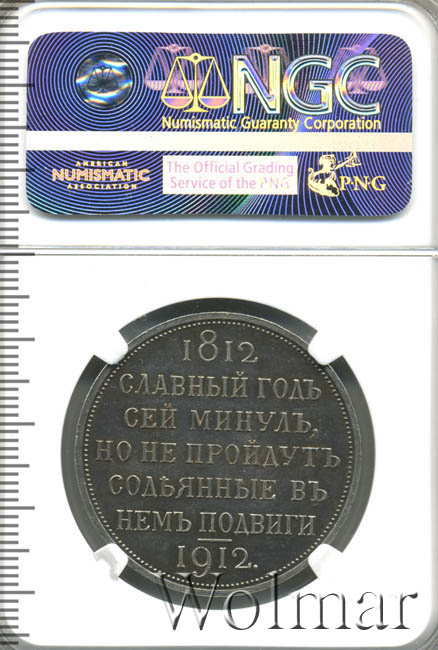 NGC
Numismatic Guaranty Corporation
AMERICAN
NUMISMATIC
ASSOCIATION
The Official Grading
Service of the PNG
P·N·G
1812
СЛАВНЫЙ ГОДЪ
СЕЙ МИНУЛЪ,
НО НЕ ПРОЙДУТЪ
СОДѢЯННЫЕ ВЪ
НЕМЪ ПОДВИГИ
1912.
Wolmar